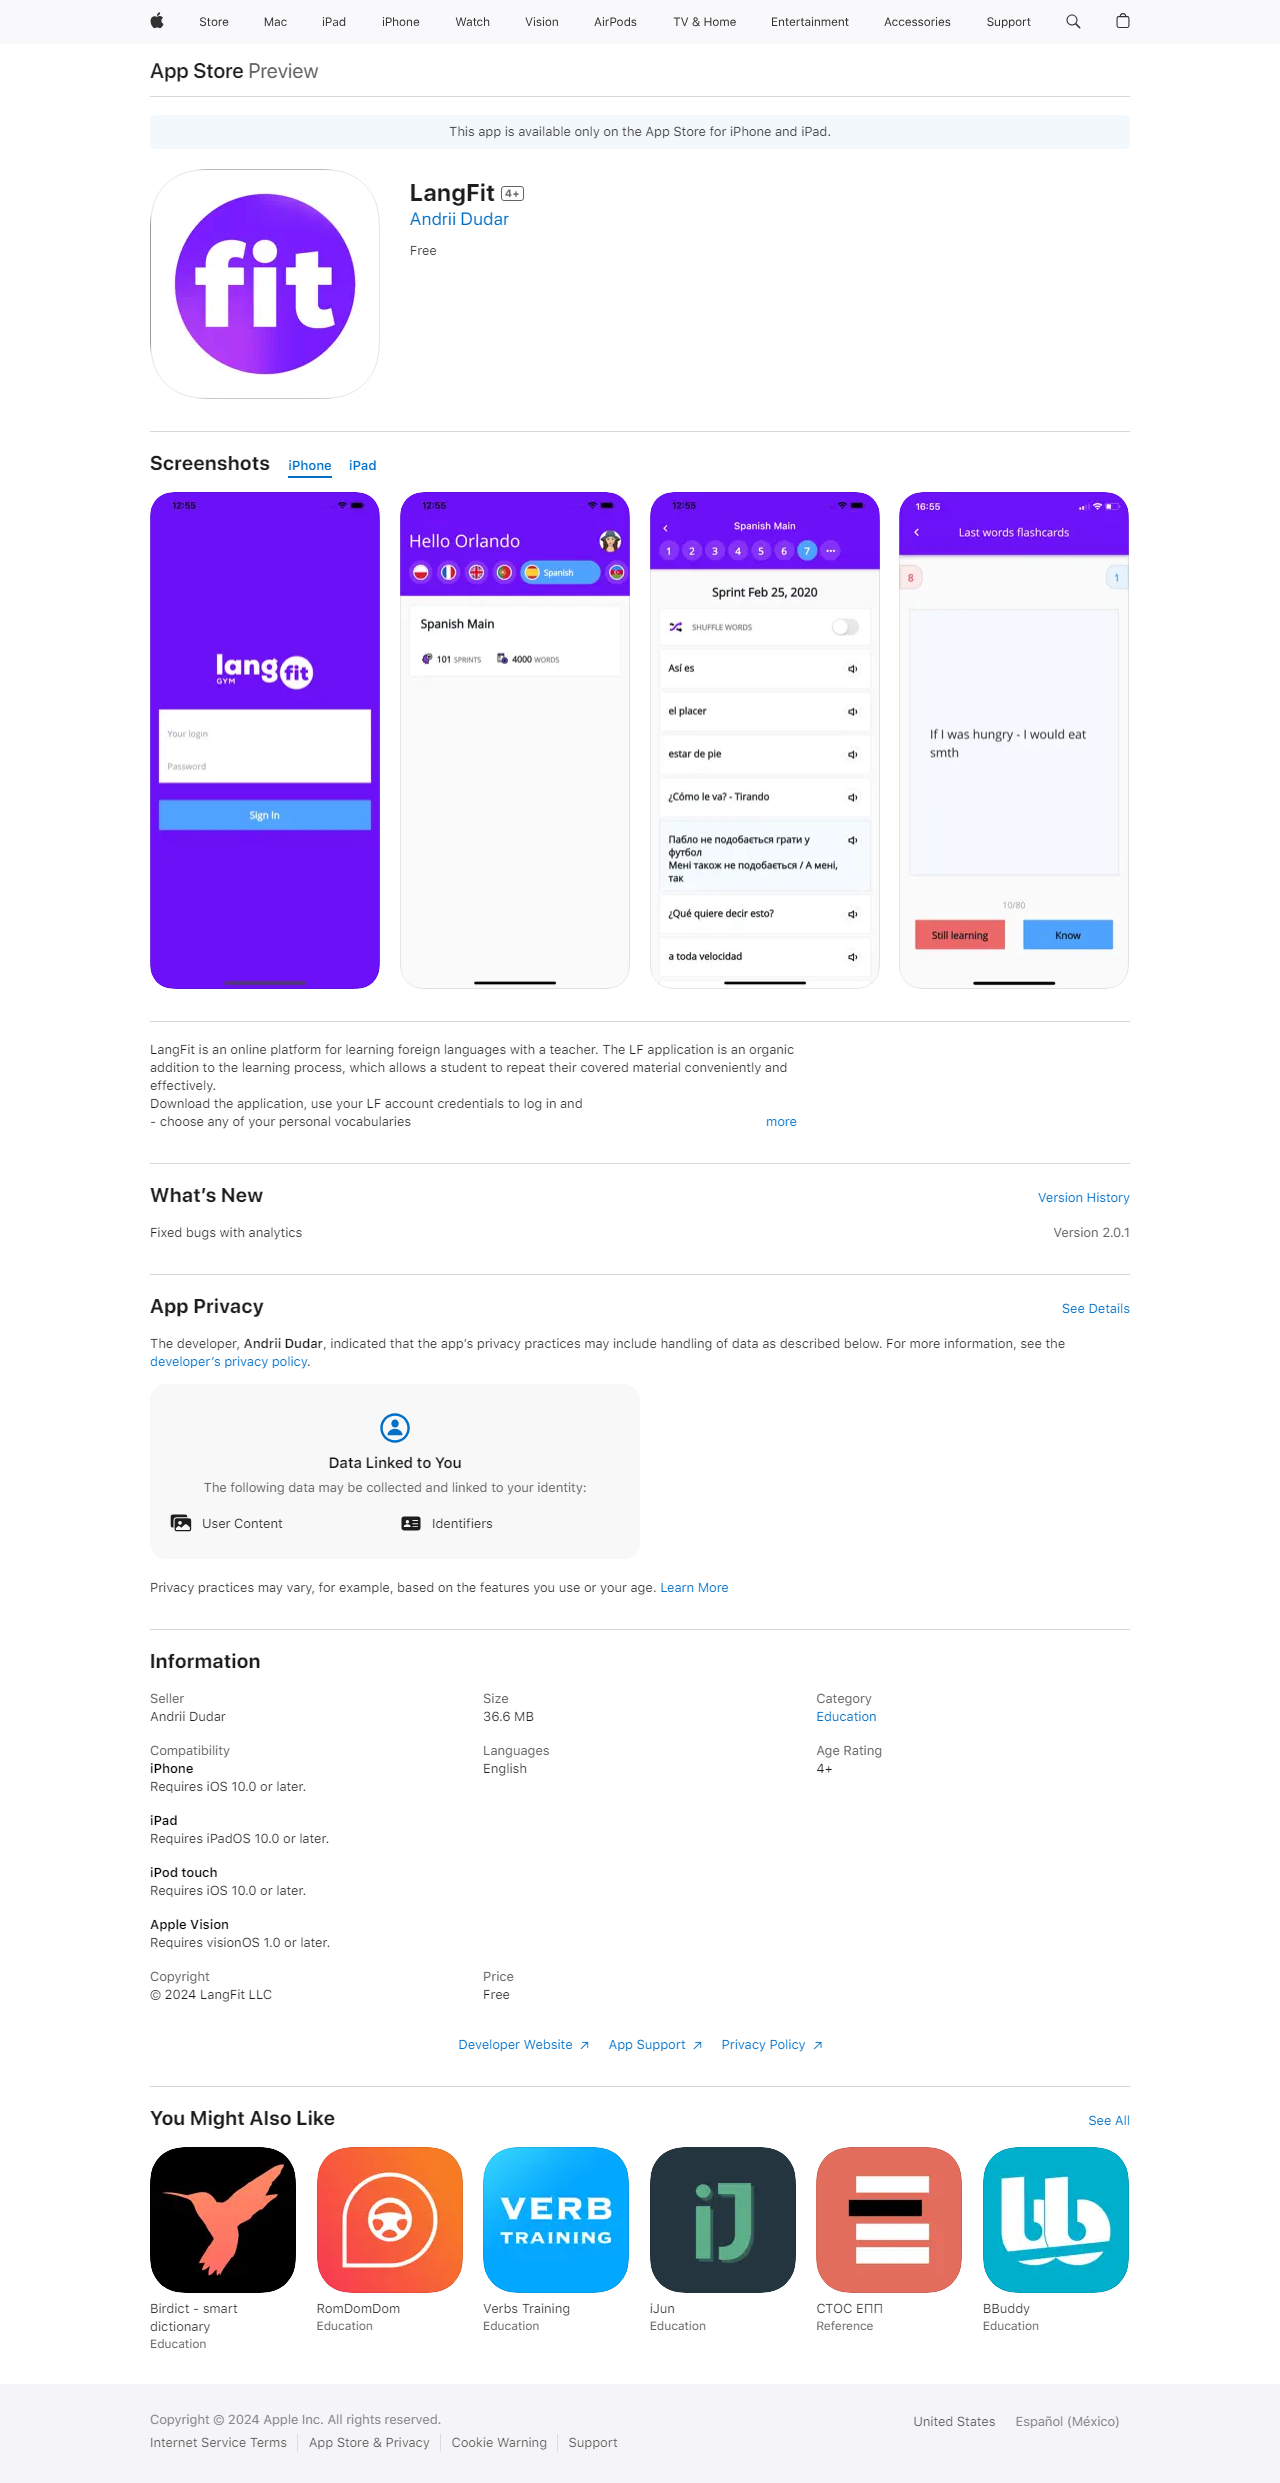 Store Mac iPad iPhone Watch Vision AirPods TV & Home Entertainment Accessories Support
App Store Preview
This app is available only on the App Store for iPhone and iPad.
fit
LangFit 4+
Andrii Dudar
Free
Screenshots iPhone iPad
12:55
lang fit
GYM
Your login
Password
Sign In
12:55
Hello Orlando
Spanish
Spanish Main
101 SPRINTS 4000 WORDS
12:55
Spanish Main
1 2 3 4 5 6 7 •••
Sprint Feb 25, 2020
SHUFFLE WORDS
Así es
el placer
estar de pie
¿Cómo le va? - Tirando
Пабло не подобається грати у
футбол
Мені також не подобається / А мені,
так
¿Qué quiere decir esto?
a toda velocidad
16:55
Last words flashcards
8 1
If I was hungry - I would eat
smth
10/80
Still learning Know
LangFit is an online platform for learning foreign languages with a teacher. The LF application is an organic
addition to the learning process, which allows a student to repeat their covered material conveniently and
effectively.
Download the application, use your LF account credentials to log in and
- choose any of your personal vocabularies more
What's New Version History
Fixed bugs with analytics Version 2.0.1
App Privacy See Details
The developer, Andrii Dudar, indicated that the app's privacy practices may include handling of data as described below. For more information, see the
developer's privacy policy.
Data Linked to You
The following data may be collected and linked to your identity:
User Content Identifiers
Privacy practices may vary, for example, based on the features you use or your age. Learn More
Information
Seller Size Category
Andrii Dudar 36.6 MB Education
Compatibility Languages Age Rating
iPhone English 4+
Requires iOS 10.0 or later.
iPad
Requires iPadOS 10.0 or later.
iPod touch
Requires iOS 10.0 or later.
Apple Vision
Requires visionOS 1.0 or later.
Copyright Price
© 2024 LangFit LLC Free
Developer Website App Support Privacy Policy
You Might Also Like See All
VERB
TRAINING
iJ
bb
Birdict - smart
dictionary
Education
RomDomDom
Education
Verbs Training
Education
iJun
Education
СТОС ЕПП
Reference
BBuddy
Education
Copyright © 2024 Apple Inc. All rights reserved.
United States Español (México)
Internet Service Terms App Store & Privacy Cookie Warning Support